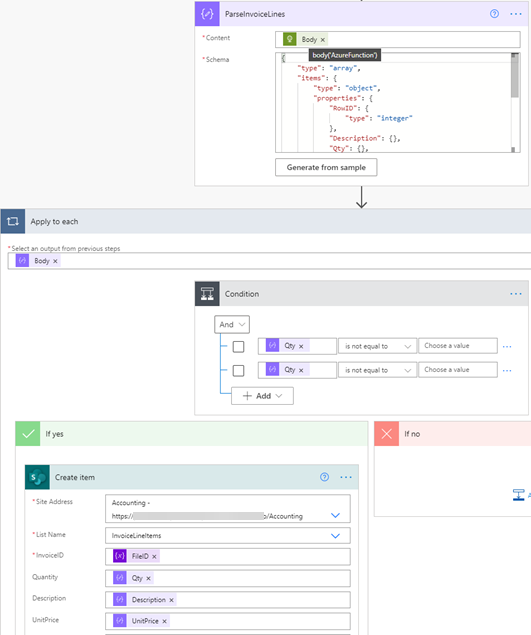 ParseInvoiceLines
* Content
Body ×
body('AzureFunction')
* Schema
{
"type": "array",
"items": {
"type": "object",
"properties": {
"RowID": {
"type": "integer"
},
"Description": {},
"Qty": {},
Generate from sample
Apply to each
* Select an output from previous steps
Body ×
Condition
And
Qty × is not equal to Choose a value
Qty × is not equal to Choose a value
+ Add
If yes
If no
Create item
* Site Address
Accounting -
https:// o/Accounting
* List Name InvoiceLineItems
* InvoiceID FileID ×
Quantity Qty ×
Description Description ×
UnitPrice UnitPrice ×